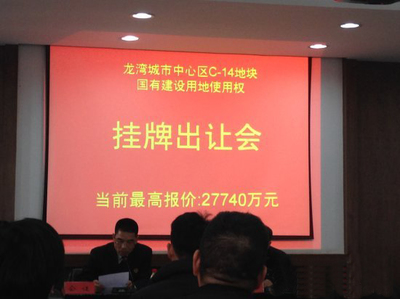 龙湾城市中心区C-14地块
国有建设用地使用权
挂牌出让会
当前最高报价:27740万元